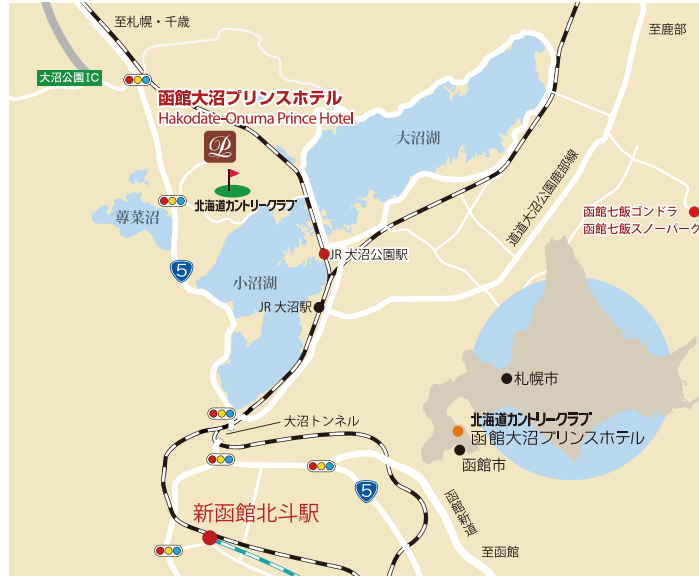 至札幌・千歳
至鹿部
大沼公園IC
函館大沼プリンスホテル
Hakodate-Onuma Prince Hotel
大沼湖
P
北海道カントリークラブ
蓴菜沼
道道大沼公園鹿部線
函館七飯ゴンドラ
函館七飯スノーパーク
JR 大沼公園駅
5
小沼湖
JR 大沼駅
札幌市
大沼トンネル
北海道カントリークラブ
函館大沼プリンスホテル
函館市
5
函館新道
新函館北斗駅
至函館